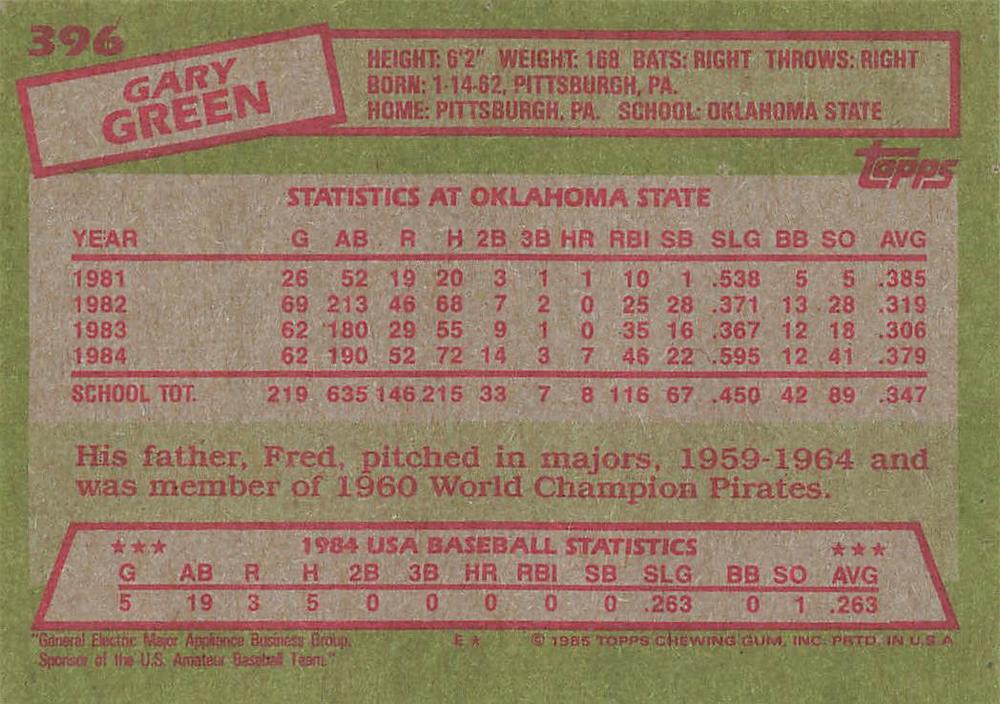 396
GARY
GREEN
HEIGHT: 6'2" WEIGHT: 168 BATS: RIGHT THROWS: RIGHT
BORN: 1-14-62, PITTSBURGH, PA.
HOME: PITTSBURGH, PA. SCHOOL: OKLAHOMA STATE
topps
STATISTICS AT OKLAHOMA STATE
YEAR G AB R H 2B 3B HR RBI SB SLG BB SO AVG
1981 26 52 19 20 3 1 1 10 1 .538 5 5 .385
1982 69 213 46 68 7 2 0 25 28 .371 13 28 .319
1983 62 180 29 55 9 1 0 35 16 .367 12 18 .306
1984 62 190 52 72 14 3 7 46 22 .595 12 41 .379
SCHOOL TOT. 219 635 146 215 33 7 8 116 67 .450 42 89 .347
His father, Fred, pitched in majors, 1959-1964 and
was member of 1960 World Champion Pirates.
★★★ 1984 USA BASEBALL STATISTICS ★★★
G AB R H 2B 3B HR RBI SB SLG BB SO AVG
5 19 3 5 0 0 0 0 0 .263 0 1 .263
"General Electric Major Appliance Business Group,
Sponsor of the U.S. Amateur Baseball Team."
E ★ © 1985 TOPPS CHEWING GUM, INC. PRTD. IN U.S.A